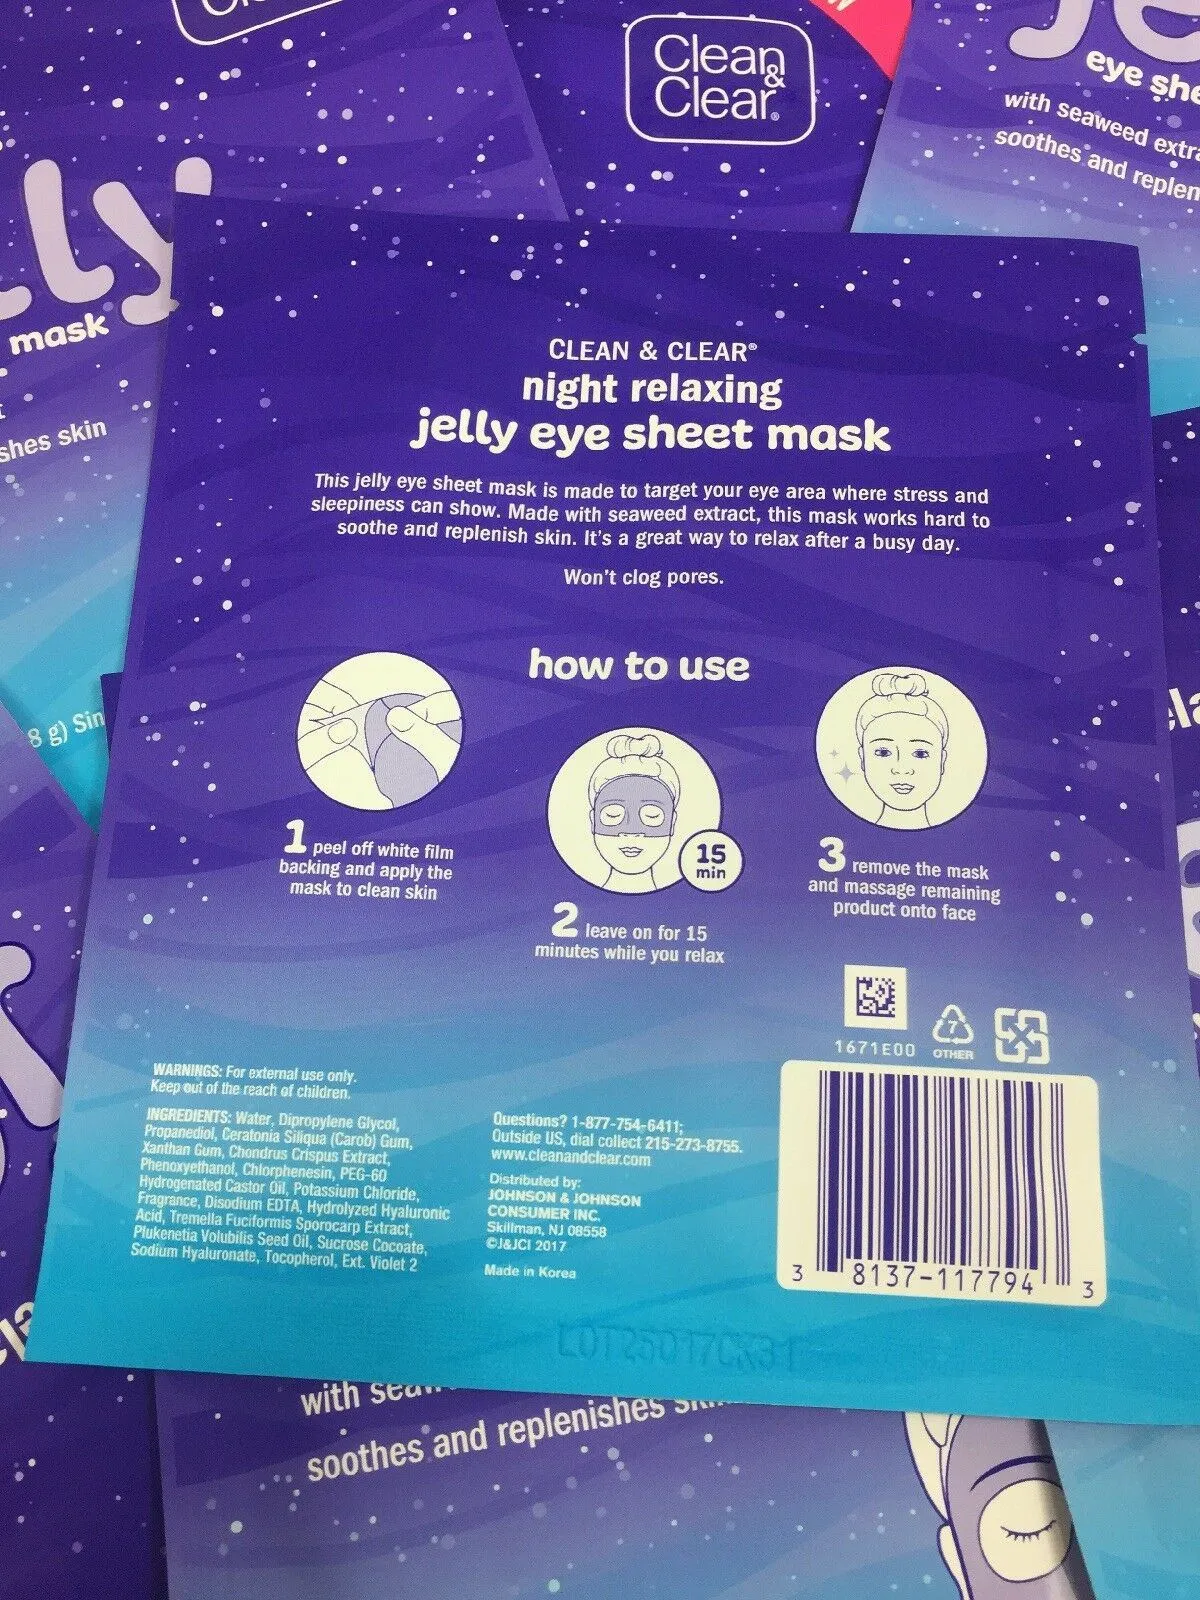 Clean
&
Clear®
eye she
with seaweed extra
soothes and replen
lly
mask
shes skin
8 g) Sin
CLEAN & CLEAR®
night relaxing
jelly eye sheet mask
This jelly eye sheet mask is made to target your eye area where stress and
sleepiness can show. Made with seaweed extract, this mask works hard to
soothe and replenish skin. It's a great way to relax after a busy day.
Won't clog pores.
how to use
1 peel off white film
backing and apply the
mask to clean skin
15
min
2 leave on for 15
minutes while you relax
3 remove the mask
and massage remaining
product onto face
1671E00
7
OTHER
WARNINGS: For external use only.
Keep out of the reach of children.
INGREDIENTS: Water, Dipropylene Glycol,
Propanediol, Ceratonia Siliqua (Carob) Gum,
Xanthan Gum, Chondrus Crispus Extract,
Phenoxyethanol, Chlorphenesin, PEG-60
Hydrogenated Castor Oil, Potassium Chloride,
Fragrance, Disodium EDTA, Hydrolyzed Hyaluronic
Acid, Tremella Fuciformis Sporocarp Extract,
Plukenetia Volubilis Seed Oil, Sucrose Cocoate,
Sodium Hyaluronate, Tocopherol, Ext. Violet 2
Questions? 1-877-754-6411;
Outside US, dial collect 215-273-8755.
www.cleanandclear.com
Distributed by:
JOHNSON & JOHNSON
CONSUMER INC.
Skillman, NJ 08558
©J&JCI 2017
Made in Korea
3 8137-117794 3
with
soothes and replenishes